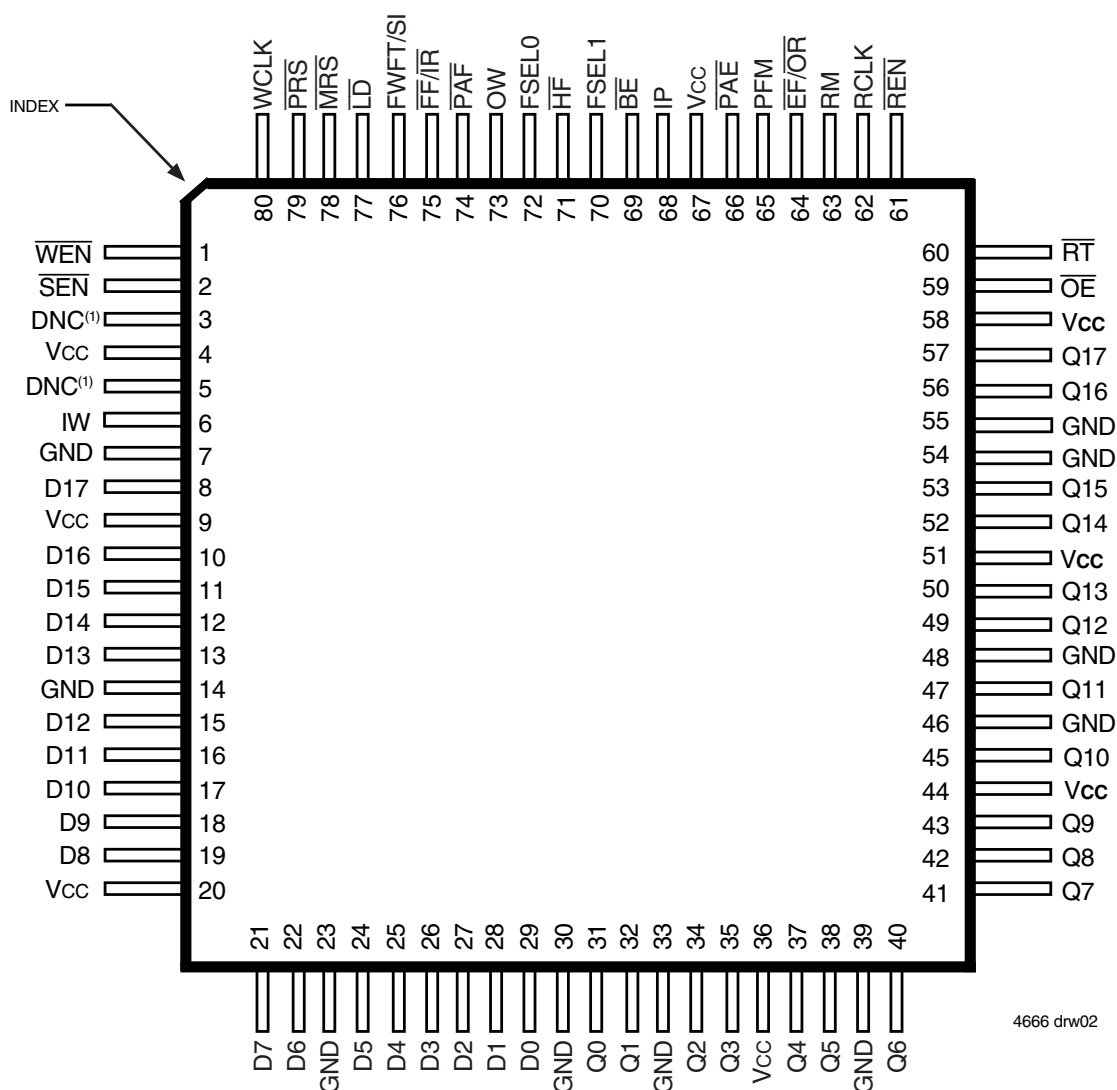 INDEX
WCLK
PRS
MRS
LD
FWFT/SI
FF/IR
PAF
OW
FSEL0
HF
FSEL1
BE
IP
VCC
PAE
PFM
EF/OR
RM
RCLK
REN
80 79 78 77 76 75 74 73 72 71 70 69 68 67 66 65 64 63 62 61
WEN 1
SEN 2
DNC(1) 3
VCC 4
DNC(1) 5
IW 6
GND 7
D17 8
VCC 9
D16 10
D15 11
D14 12
D13 13
GND 14
D12 15
D11 16
D10 17
D9 18
D8 19
VCC 20
60 RT
59 OE
58 Vcc
57 Q17
56 Q16
55 GND
54 GND
53 Q15
52 Q14
51 Vcc
50 Q13
49 Q12
48 GND
47 Q11
46 GND
45 Q10
44 Vcc
43 Q9
42 Q8
41 Q7
21 22 23 24 25 26 27 28 29 30 31 32 33 34 35 36 37 38 39 40
D7
D6
GND
D5
D4
D3
D2
D1
D0
GND
Q0
Q1
GND
Q2
Q3
VCC
Q4
Q5
GND
Q6
4666 drw02